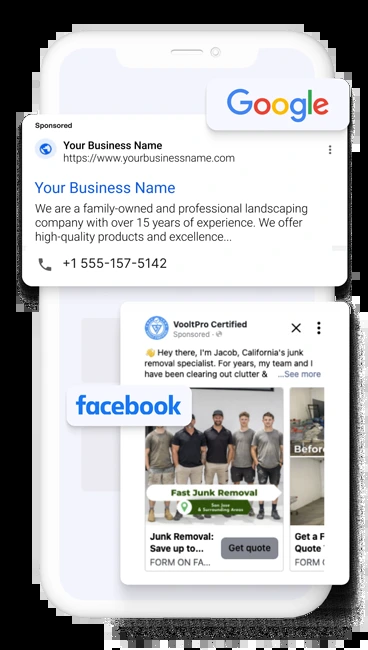 Google
Sponsored
Your Business Name
https://www.yourbusinessname.com
Your Business Name
We are a family-owned and professional landscaping
company with over 15 years of experience. We offer
high-quality products and excellence...
+1 555-157-5142
VooltPro Certified
Sponsored ·
👋 Hey there, I'm Jacob, California's junk
removal specialist. For years, my team and I
have been clearing out clutter & ...See more
facebook
Before
Fast Junk Removal
San Jose
& Surrounding Areas
Junk Removal:
Save up to...
Get quote
FORM ON FA...
Get a F
Quote
FORM